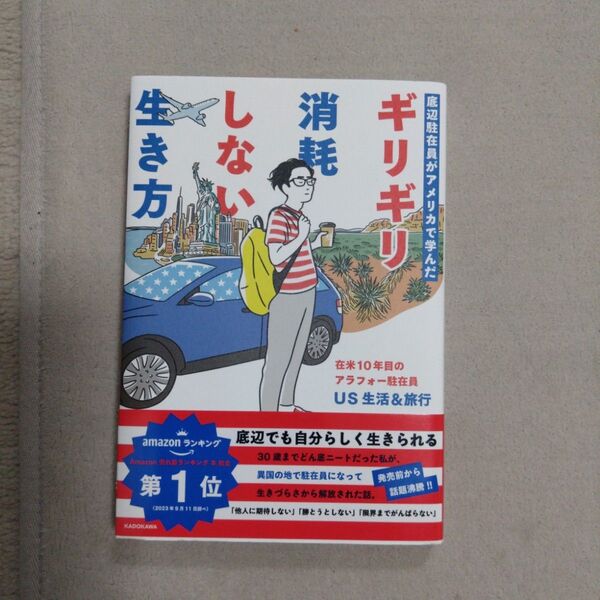 底辺駐在員がアメリカで学んだ
ギリギリ
消耗
しない
生き方
在米10年目の
アラフォー駐在員
US 生活&旅行
amazon ランキング
第1位
(2023年9月11日調べ)
KADOKAWA
底辺でも自分らしく生きられる
30歳までどん底ニートだった私が、
異国の地で駐在員になって
生きづらさから解放された話。
発売前から
話題沸騰!!
「他人に期待しない」「勝とうとしない」「限界までがんばらない」